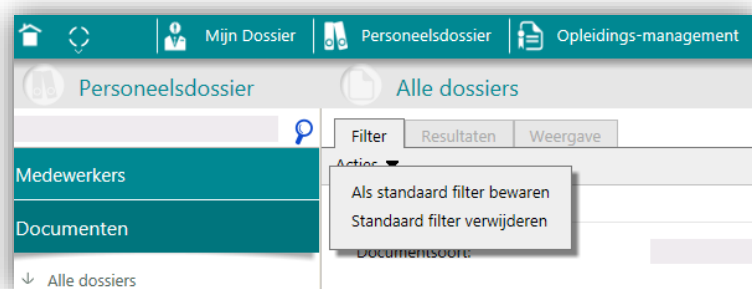 Mijn Dossier
Personeelsdossier
Opleidings-management
Personeelsdossier
Alle dossiers
Filter
Resultaten
Weergave
Acties
Medewerkers
Als standaard filter bewaren
Standaard filter verwijderen
Documenten
Documentsoort:
Alle dossiers